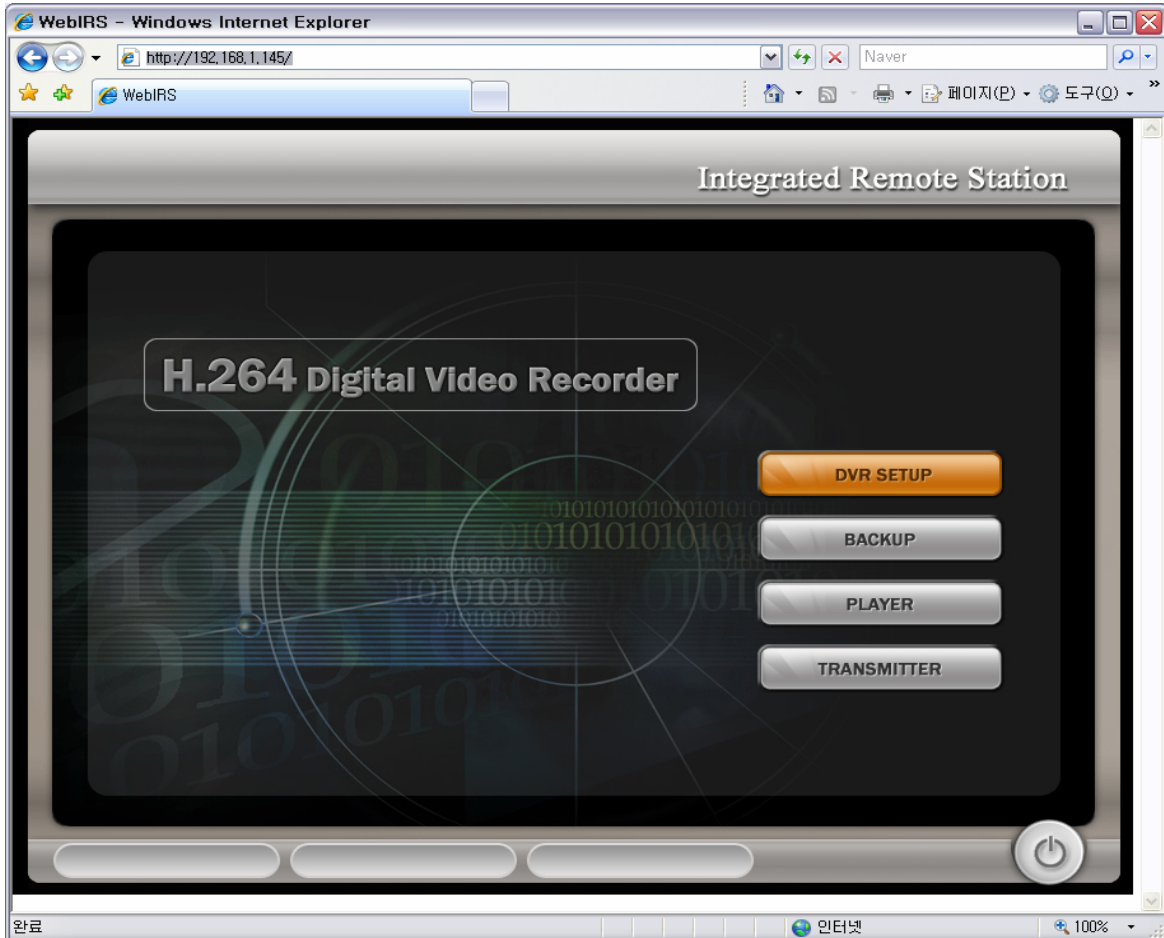 WebIRS - Windows Internet Explorer
http://192.168.1.145/
Naver
WebIRS
페이지(P)
도구(O)
»
Integrated Remote Station
H.264 Digital Video Recorder
DVR SETUP
BACKUP
PLAYER
TRANSMITTER
완료
인터넷
100%